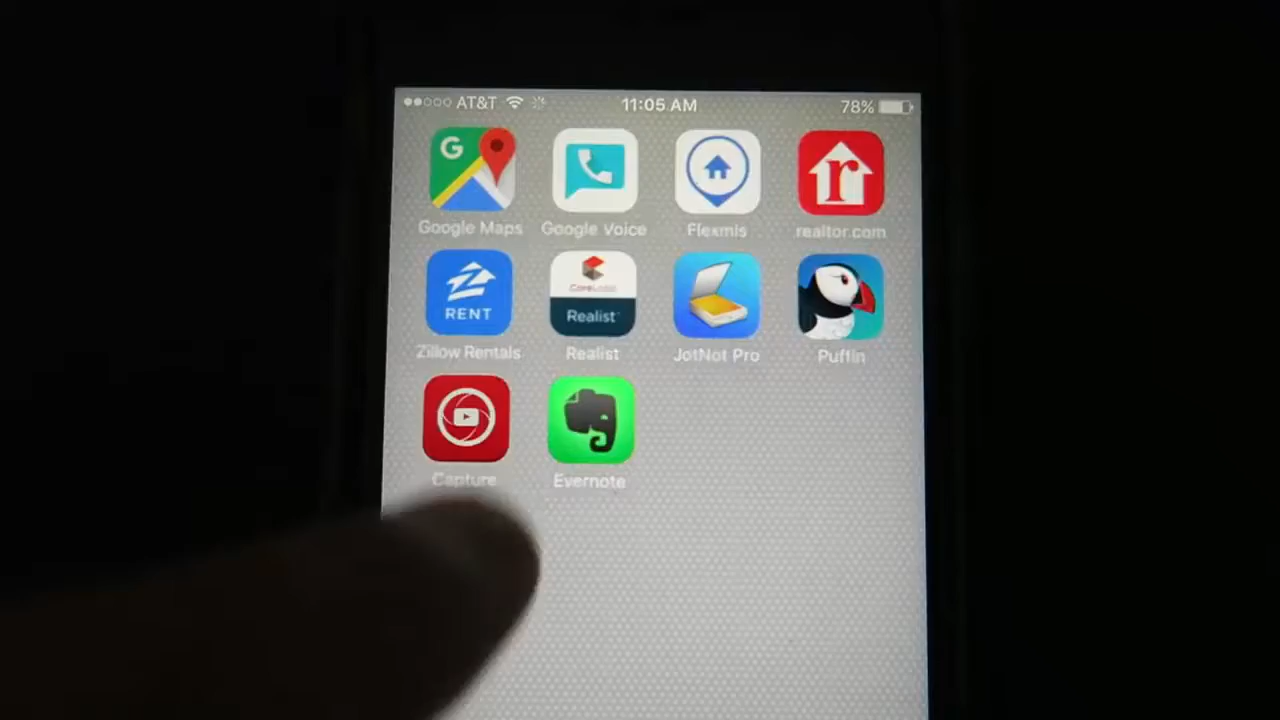 AT&T 11:05 AM 78%
G
Google Maps Google Voice Flexmls realtor.com
RENT
CoreLogic
Realist
Zillow Rentals Realist JotNot Pro Puffin
Capture Evernote